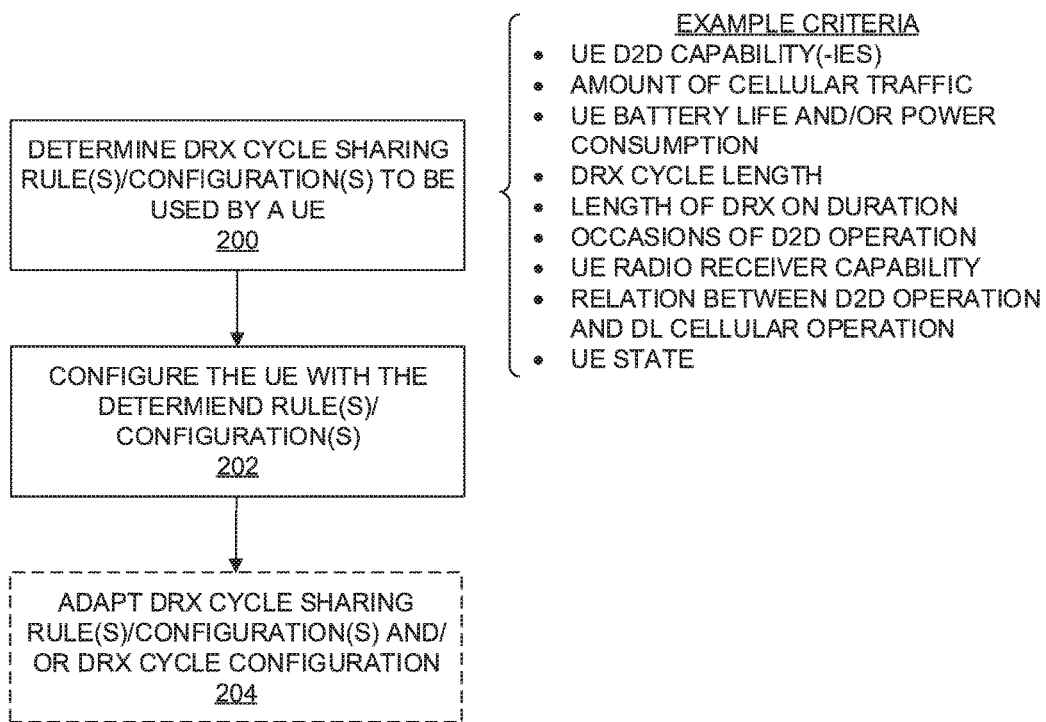 DETERMINE DRX CYCLE SHARING
RULE(S)/CONFIGURATION(S) TO BE
USED BY A UE
200
CONFIGURE THE UE WITH THE
DETERMIEND RULE(S)/
CONFIGURATION(S)
202
ADAPT DRX CYCLE SHARING
RULE(S)/CONFIGURATION(S) AND/
OR DRX CYCLE CONFIGURATION
204
EXAMPLE CRITERIA
• UE D2D CAPABILITY(-IES)
• AMOUNT OF CELLULAR TRAFFIC
• UE BATTERY LIFE AND/OR POWER
CONSUMPTION
• DRX CYCLE LENGTH
• LENGTH OF DRX ON DURATION
• OCCASIONS OF D2D OPERATION
• UE RADIO RECEIVER CAPABILITY
• RELATION BETWEEN D2D OPERATION
AND DL CELLULAR OPERATION
• UE STATE